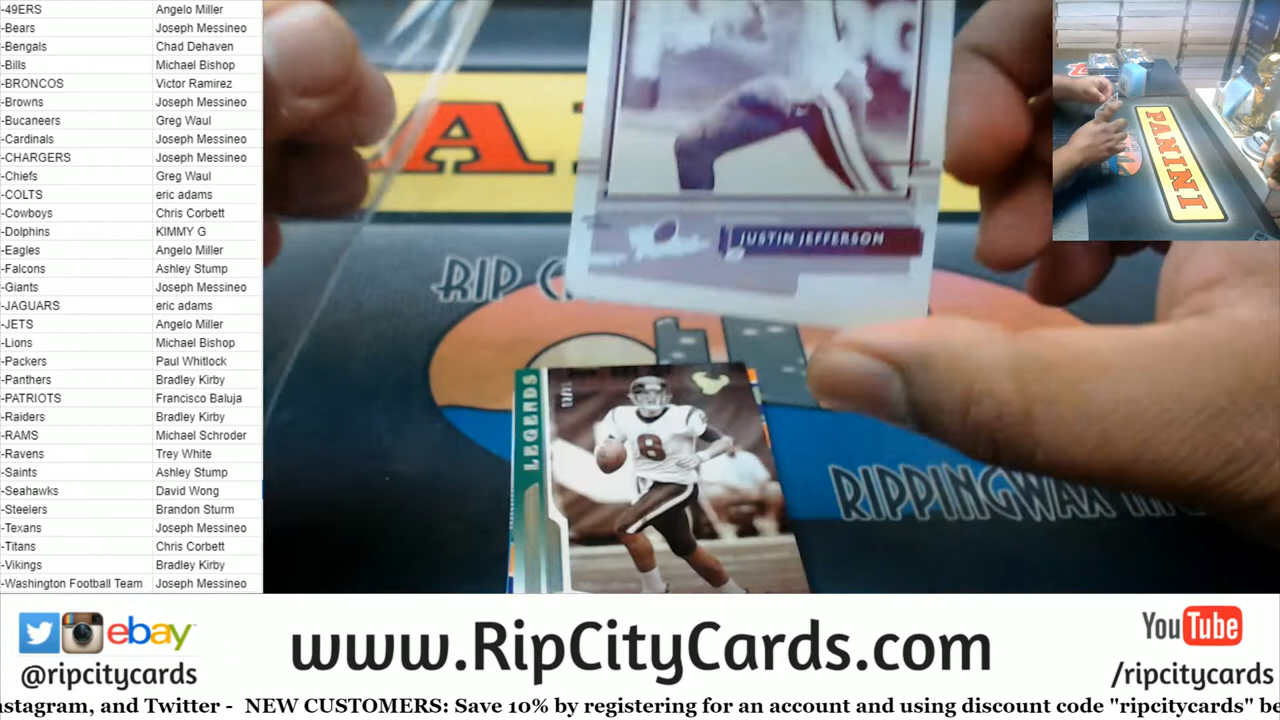 -49ERS Angelo Miller
-Bears Joseph Messineo
-Bengals Chad Dehaven
-Bills Michael Bishop
-BRONCOS Victor Ramirez
-Browns Joseph Messineo
-Bucaneers Greg Waul
-Cardinals Joseph Messineo
-CHARGERS Joseph Messineo
-Chiefs Greg Waul
-COLTS eric adams
-Cowboys Chris Corbett
-Dolphins KIMMY G
-Eagles Angelo Miller
-Falcons Ashley Stump
-Giants Joseph Messineo
-JAGUARS eric adams
-JETS Angelo Miller
-Lions Michael Bishop
-Packers Paul Whitlock
-Panthers Bradley Kirby
-PATRIOTS Francisco Baluja
-Raiders Bradley Kirby
-RAMS Michael Schroder
-Ravens Trey White
-Saints Ashley Stump
-Seahawks David Wong
-Steelers Brandon Sturm
-Texans Joseph Messineo
-Titans Chris Corbett
-Vikings Bradley Kirby
-Washington Football Team Joseph Messineo
JUSTIN JEFFERSON
RIP C
LEGENDS
8
RIPPINGWAX
PANINI
ebay
@ripcitycards
www.RipCityCards.com
YouTube
/ripcitycards
nstagram, and Twitter - NEW CUSTOMERS: Save 10% by registering for an account and using discount code "ripcitycards" be